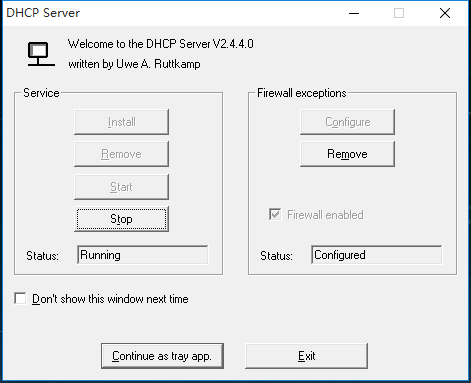 DHCP Server
Welcome to the DHCP Server V2.4.4.0
written by Uwe A. Ruttkamp
Service
Firewall exceptions
Install
Configure
Remove
Remove
Start
Stop
Firewall enabled
Status: Running
Status: Configured
Don't show this window next time
Continue as tray app.
Exit